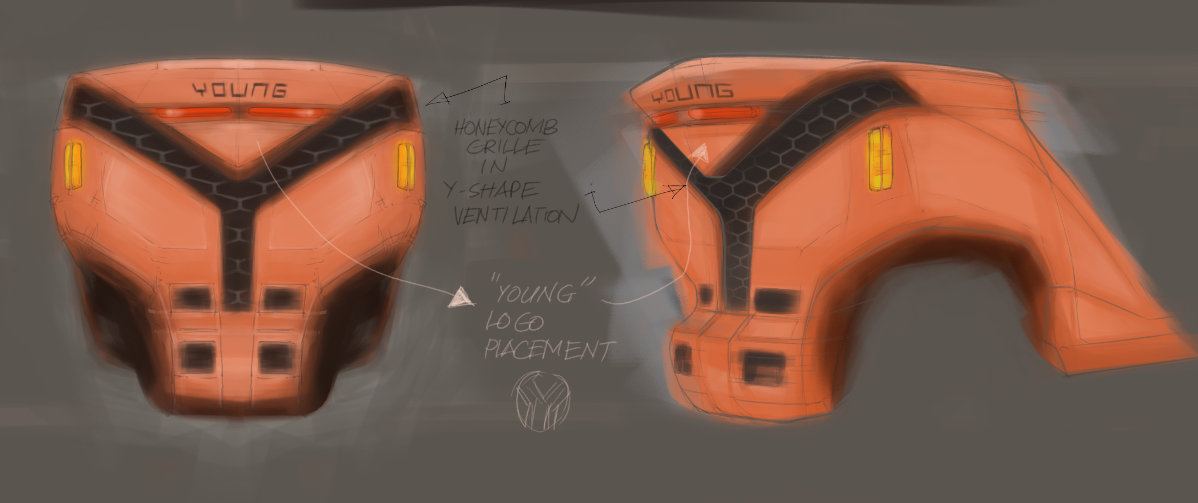 YOUNG
YOUNG
HONEYCOMB
GRILLE
IN
Y-SHAPE
VENTILATION
"YOUNG"
LOGO
PLACEMENT